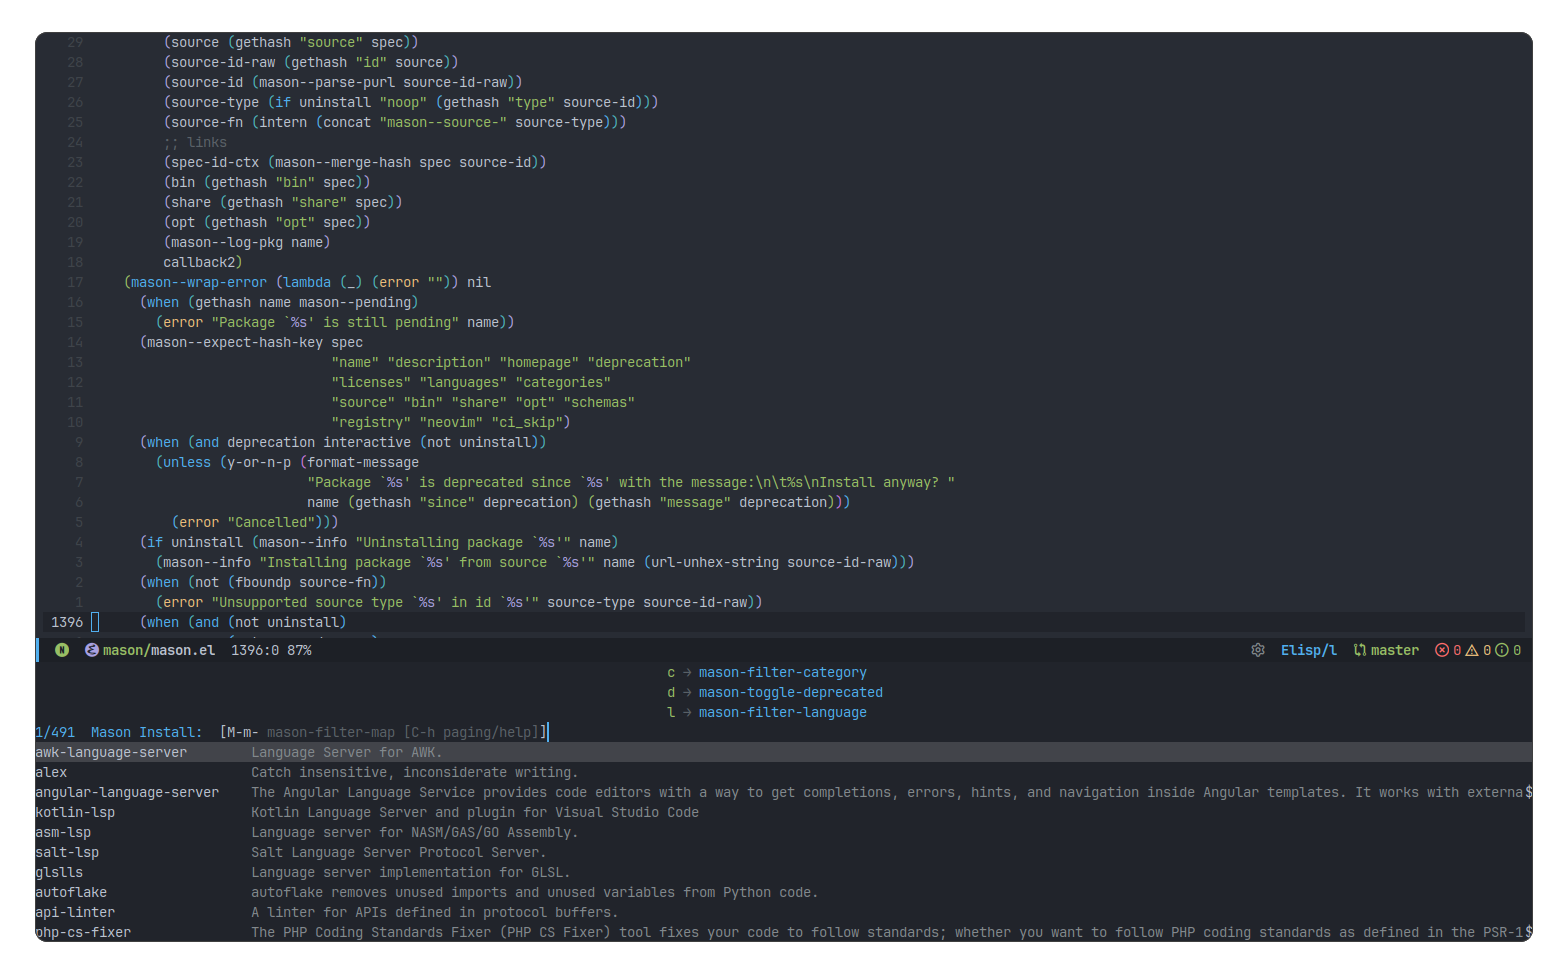 29 (source (gethash "source" spec))
28 (source-id-raw (gethash "id" source))
27 (source-id (mason--parse-purl source-id-raw))
26 (source-type (if uninstall "noop" (gethash "type" source-id)))
25 (source-fn (intern (concat "mason--source-" source-type)))
24 ;; links
23 (spec-id-ctx (mason--merge-hash spec source-id))
22 (bin (gethash "bin" spec))
21 (share (gethash "share" spec))
20 (opt (gethash "opt" spec))
19 (mason--log-pkg name)
18 callback2)
17 (mason--wrap-error (lambda (_) (error "")) nil
16 (when (gethash name mason--pending)
15 (error "Package `%s' is still pending" name))
14 (mason--expect-hash-key spec
13 "name" "description" "homepage" "deprecation"
12 "licenses" "languages" "categories"
11 "source" "bin" "share" "opt" "schemas"
10 "registry" "neovim" "ci_skip")
9 (when (and deprecation interactive (not uninstall))
8 (unless (y-or-n-p (format-message
7 "Package `%s' is deprecated since `%s' with the message:\n\t%s\nInstall anyway? "
6 name (gethash "since" deprecation) (gethash "message" deprecation)))
5 (error "Cancelled")))
4 (if uninstall (mason--info "Uninstalling package `%s'" name)
3 (mason--info "Installing package `%s' from source `%s'" name (url-unhex-string source-id-raw)))
2 (when (not (fboundp source-fn))
1 (error "Unsupported source type `%s' in id `%s'" source-type source-id-raw))
1396 (when (and (not uninstall)
N mason/mason.el 1396:0 87% Elisp/l master 0 0 0
c → mason-filter-category
d → mason-toggle-deprecated
l → mason-filter-language
1/491 Mason Install: [M-m- mason-filter-map [C-h paging/help]]
awk-language-server Language Server for AWK.
alex Catch insensitive, inconsiderate writing.
angular-language-server The Angular Language Service provides code editors with a way to get completions, errors, hints, and navigation inside Angular templates. It works with externa$
kotlin-lsp Kotlin Language Server and plugin for Visual Studio Code
asm-lsp Language server for NASM/GAS/GO Assembly.
salt-lsp Salt Language Server Protocol Server.
glslls Language server implementation for GLSL.
autoflake autoflake removes unused imports and unused variables from Python code.
api-linter A linter for APIs defined in protocol buffers.
php-cs-fixer The PHP Coding Standards Fixer (PHP CS Fixer) tool fixes your code to follow standards; whether you want to follow PHP coding standards as defined in the PSR-1$